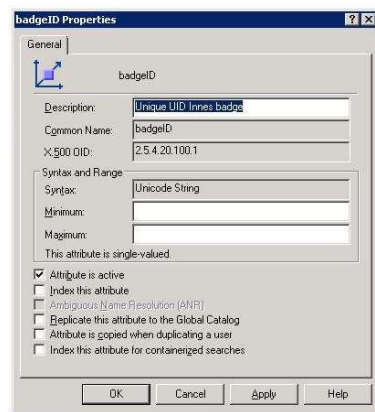 badgeID Properties
General
badgeID
Description: Unique UID Innes badge
Common Name: badgeID
X.500 OID: 2.5.4.20.100.1
Syntax and Range
Syntax: Unicode String
Minimum:
Maximum:
This attribute is single-valued
Attribute is active
Index this attribute
Ambiguous Name Resolution (ANR)
Replicate this attribute to the Global Catalog
Attribute is copied when duplicating a user
Index this attribute for containerized searches
OK Cancel Apply Help